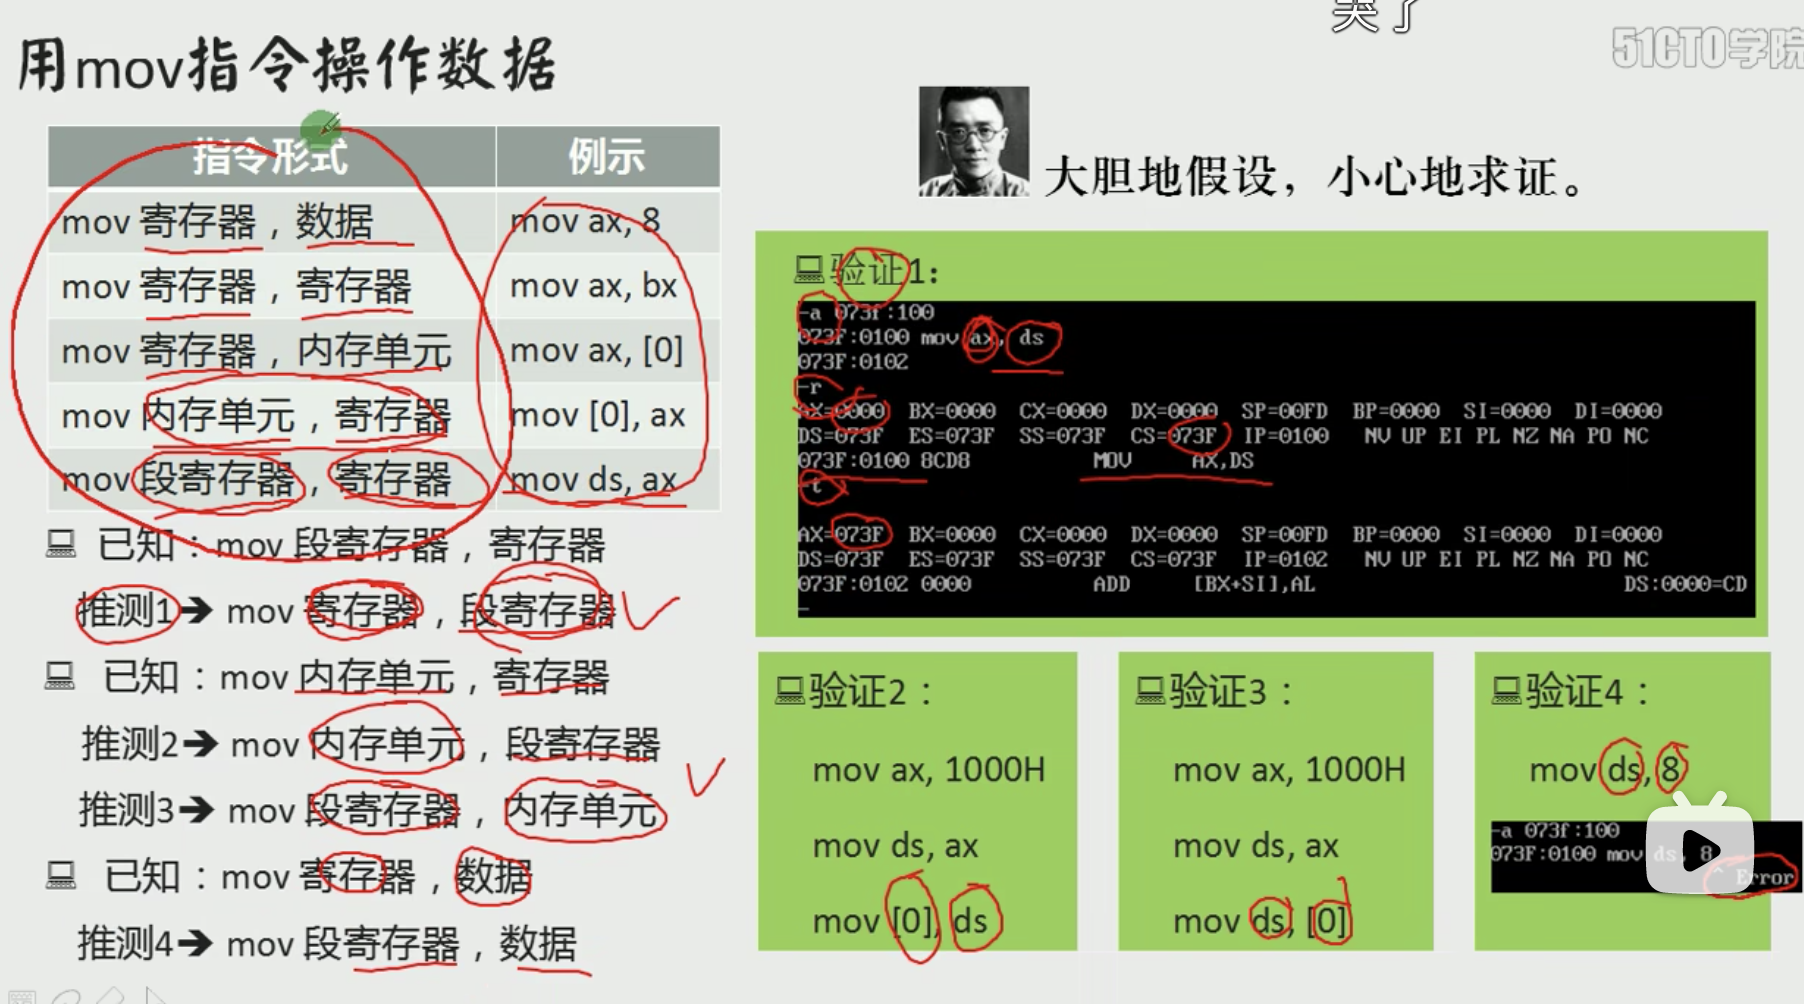 哭了
51CTO学院
用mov指令操作数据
指令形式 例示
mov 寄存器，数据 mov ax, 8
mov 寄存器，寄存器 mov ax, bx
mov 寄存器，内存单元 mov ax, [0]
mov 内存单元，寄存器 mov [0], ax
mov 段寄存器，寄存器 mov ds, ax
已知：mov 段寄存器，寄存器
推测1➔ mov 寄存器，段寄存器
已知：mov 内存单元，寄存器
推测2➔ mov 内存单元，段寄存器
推测3➔ mov 段寄存器，内存单元
已知：mov 寄存器，数据
推测4➔ mov 段寄存器，数据
大胆地假设，小心地求证。
验证1：
-a 073f:100
073F:0100 mov ax, ds
073F:0102
-r
AX=0000 BX=0000 CX=0000 DX=0000 SP=00FD BP=0000 SI=0000 DI=0000
DS=073F ES=073F SS=073F CS=073F IP=0100 NV UP EI PL NZ NA PO NC
073F:0100 8CD8 MOV AX,DS
-t
AX=073F BX=0000 CX=0000 DX=0000 SP=00FD BP=0000 SI=0000 DI=0000
DS=073F ES=073F SS=073F CS=073F IP=0102 NV UP EI PL NZ NA PO NC
073F:0102 0000 ADD [BX+SI],AL DS:0000=CD
-
验证2：
mov ax, 1000H
mov ds, ax
mov [0], ds
验证3：
mov ax, 1000H
mov ds, ax
mov ds, [0]
验证4：
mov ds, 8
-a 073f:100
073F:0100 mov ds, 8
^ Error